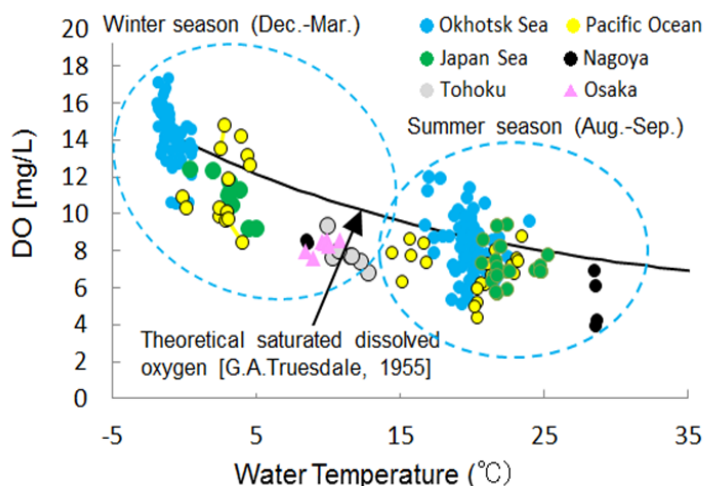 Winter season (Dec.-Mar.)
Okhotsk Sea
Pacific Ocean
Japan Sea
Nagoya
Tohoku
Osaka
Summer season (Aug.-Sep.)
20
18
16
14
12
10
8
6
4
2
0
DO [mg/L]
Theoretical saturated dissolved
oxygen [G.A.Truesdale, 1955]
-5
5
15
25
35
Water Temperature (℃)